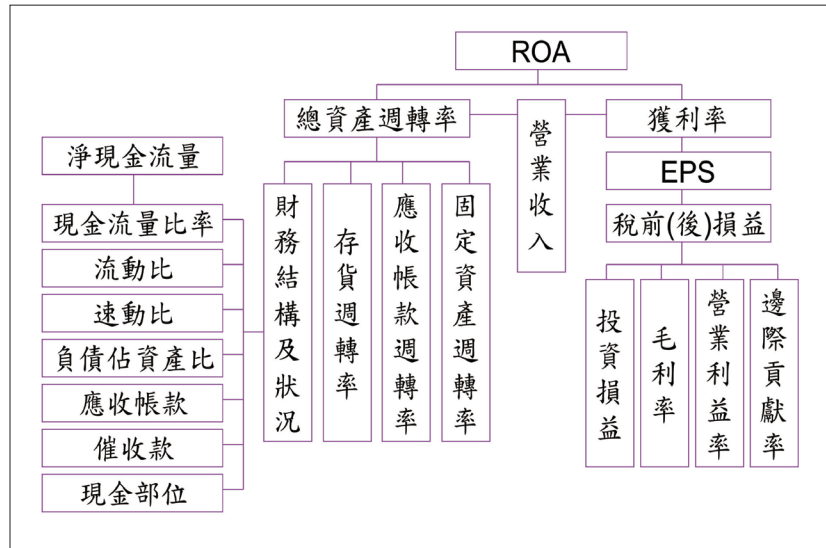 ROA
總資產週轉率
營業收入
獲利率
淨現金流量
EPS
現金流量比率
財務結構及狀況
存貨週轉率
應收帳款週轉率
固定資產週轉率
稅前(後)損益
流動比
速動比
負債佔資產比
應收帳款
催收款
現金部位
投資損益
毛利率
營業利益率
邊際貢獻率